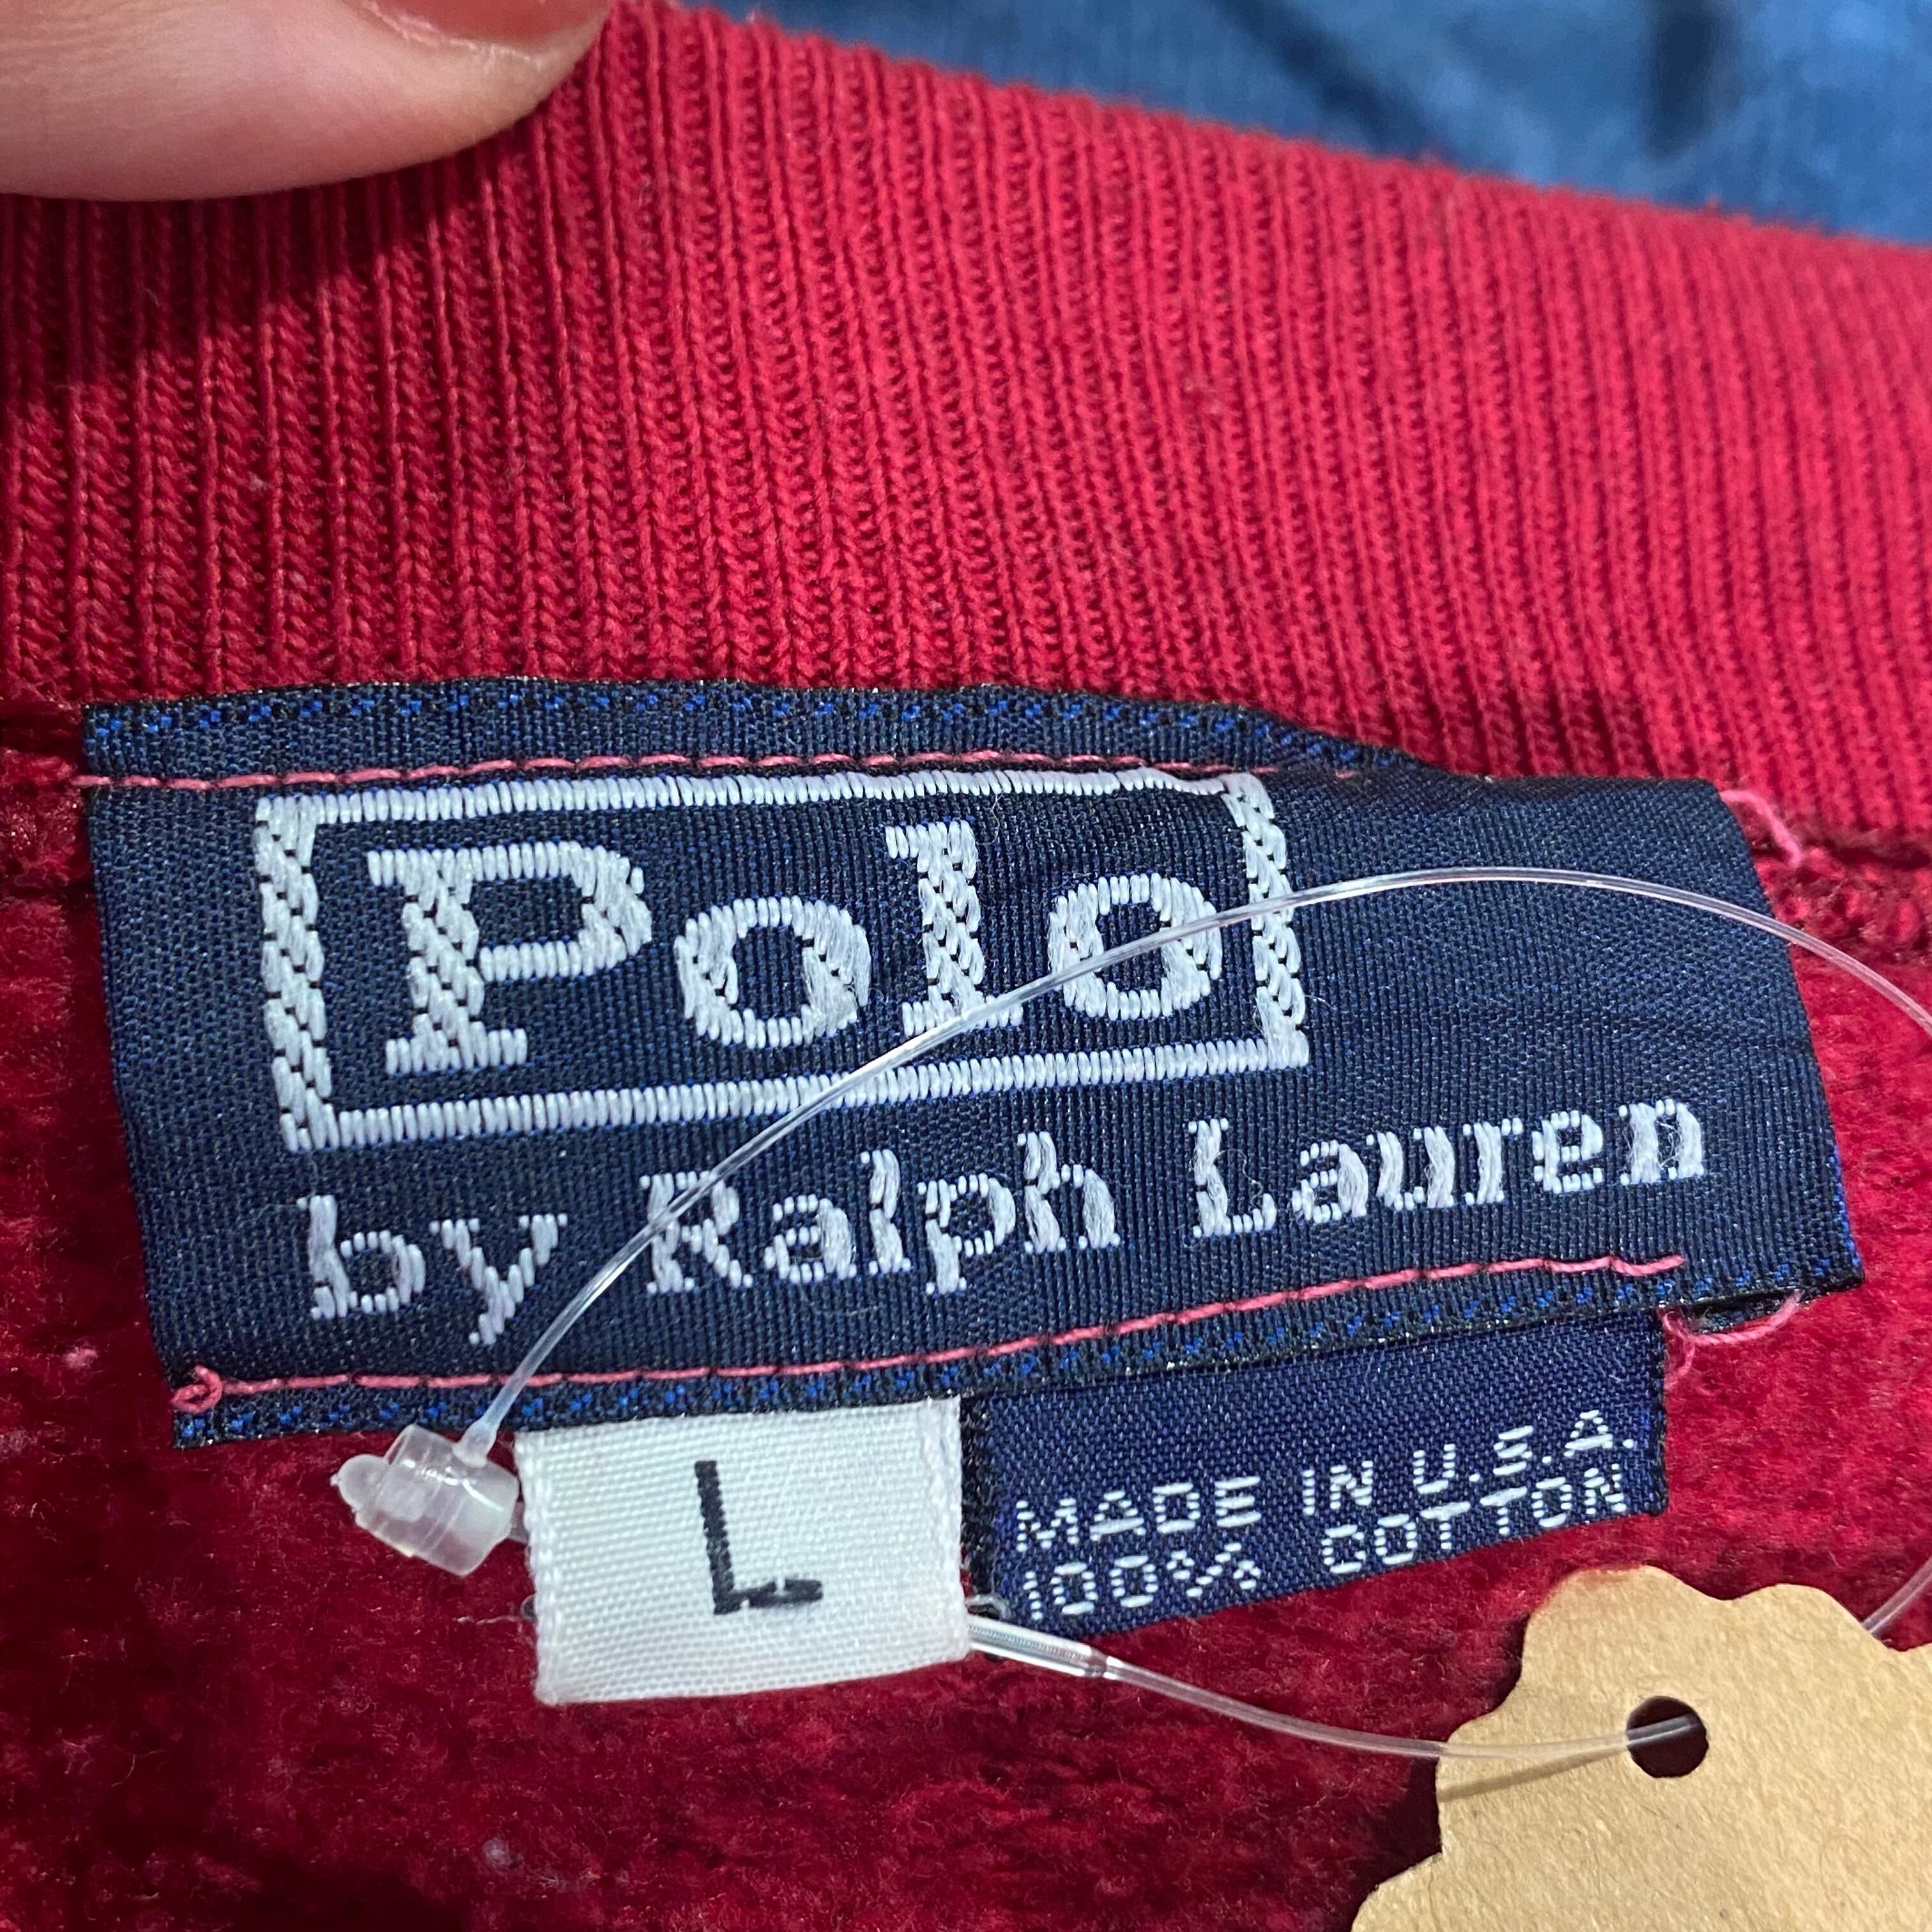 Polo
by Ralph Lauren
L
MADE IN U.S.A.
100% COTTON